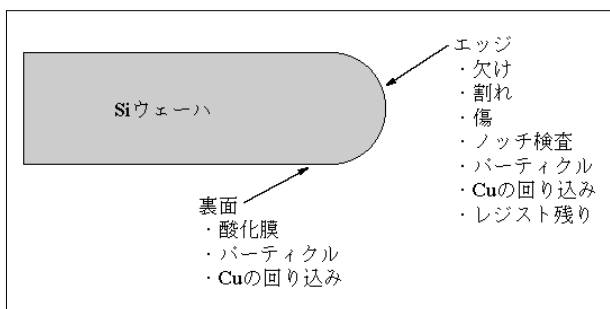 Siウェーハ
エッジ
・欠け
・割れ
・傷
・ノッチ検査
・パーティクル
・Cuの回り込み
・レジスト残り
裏面
・酸化膜
・パーティクル
・Cuの回り込み